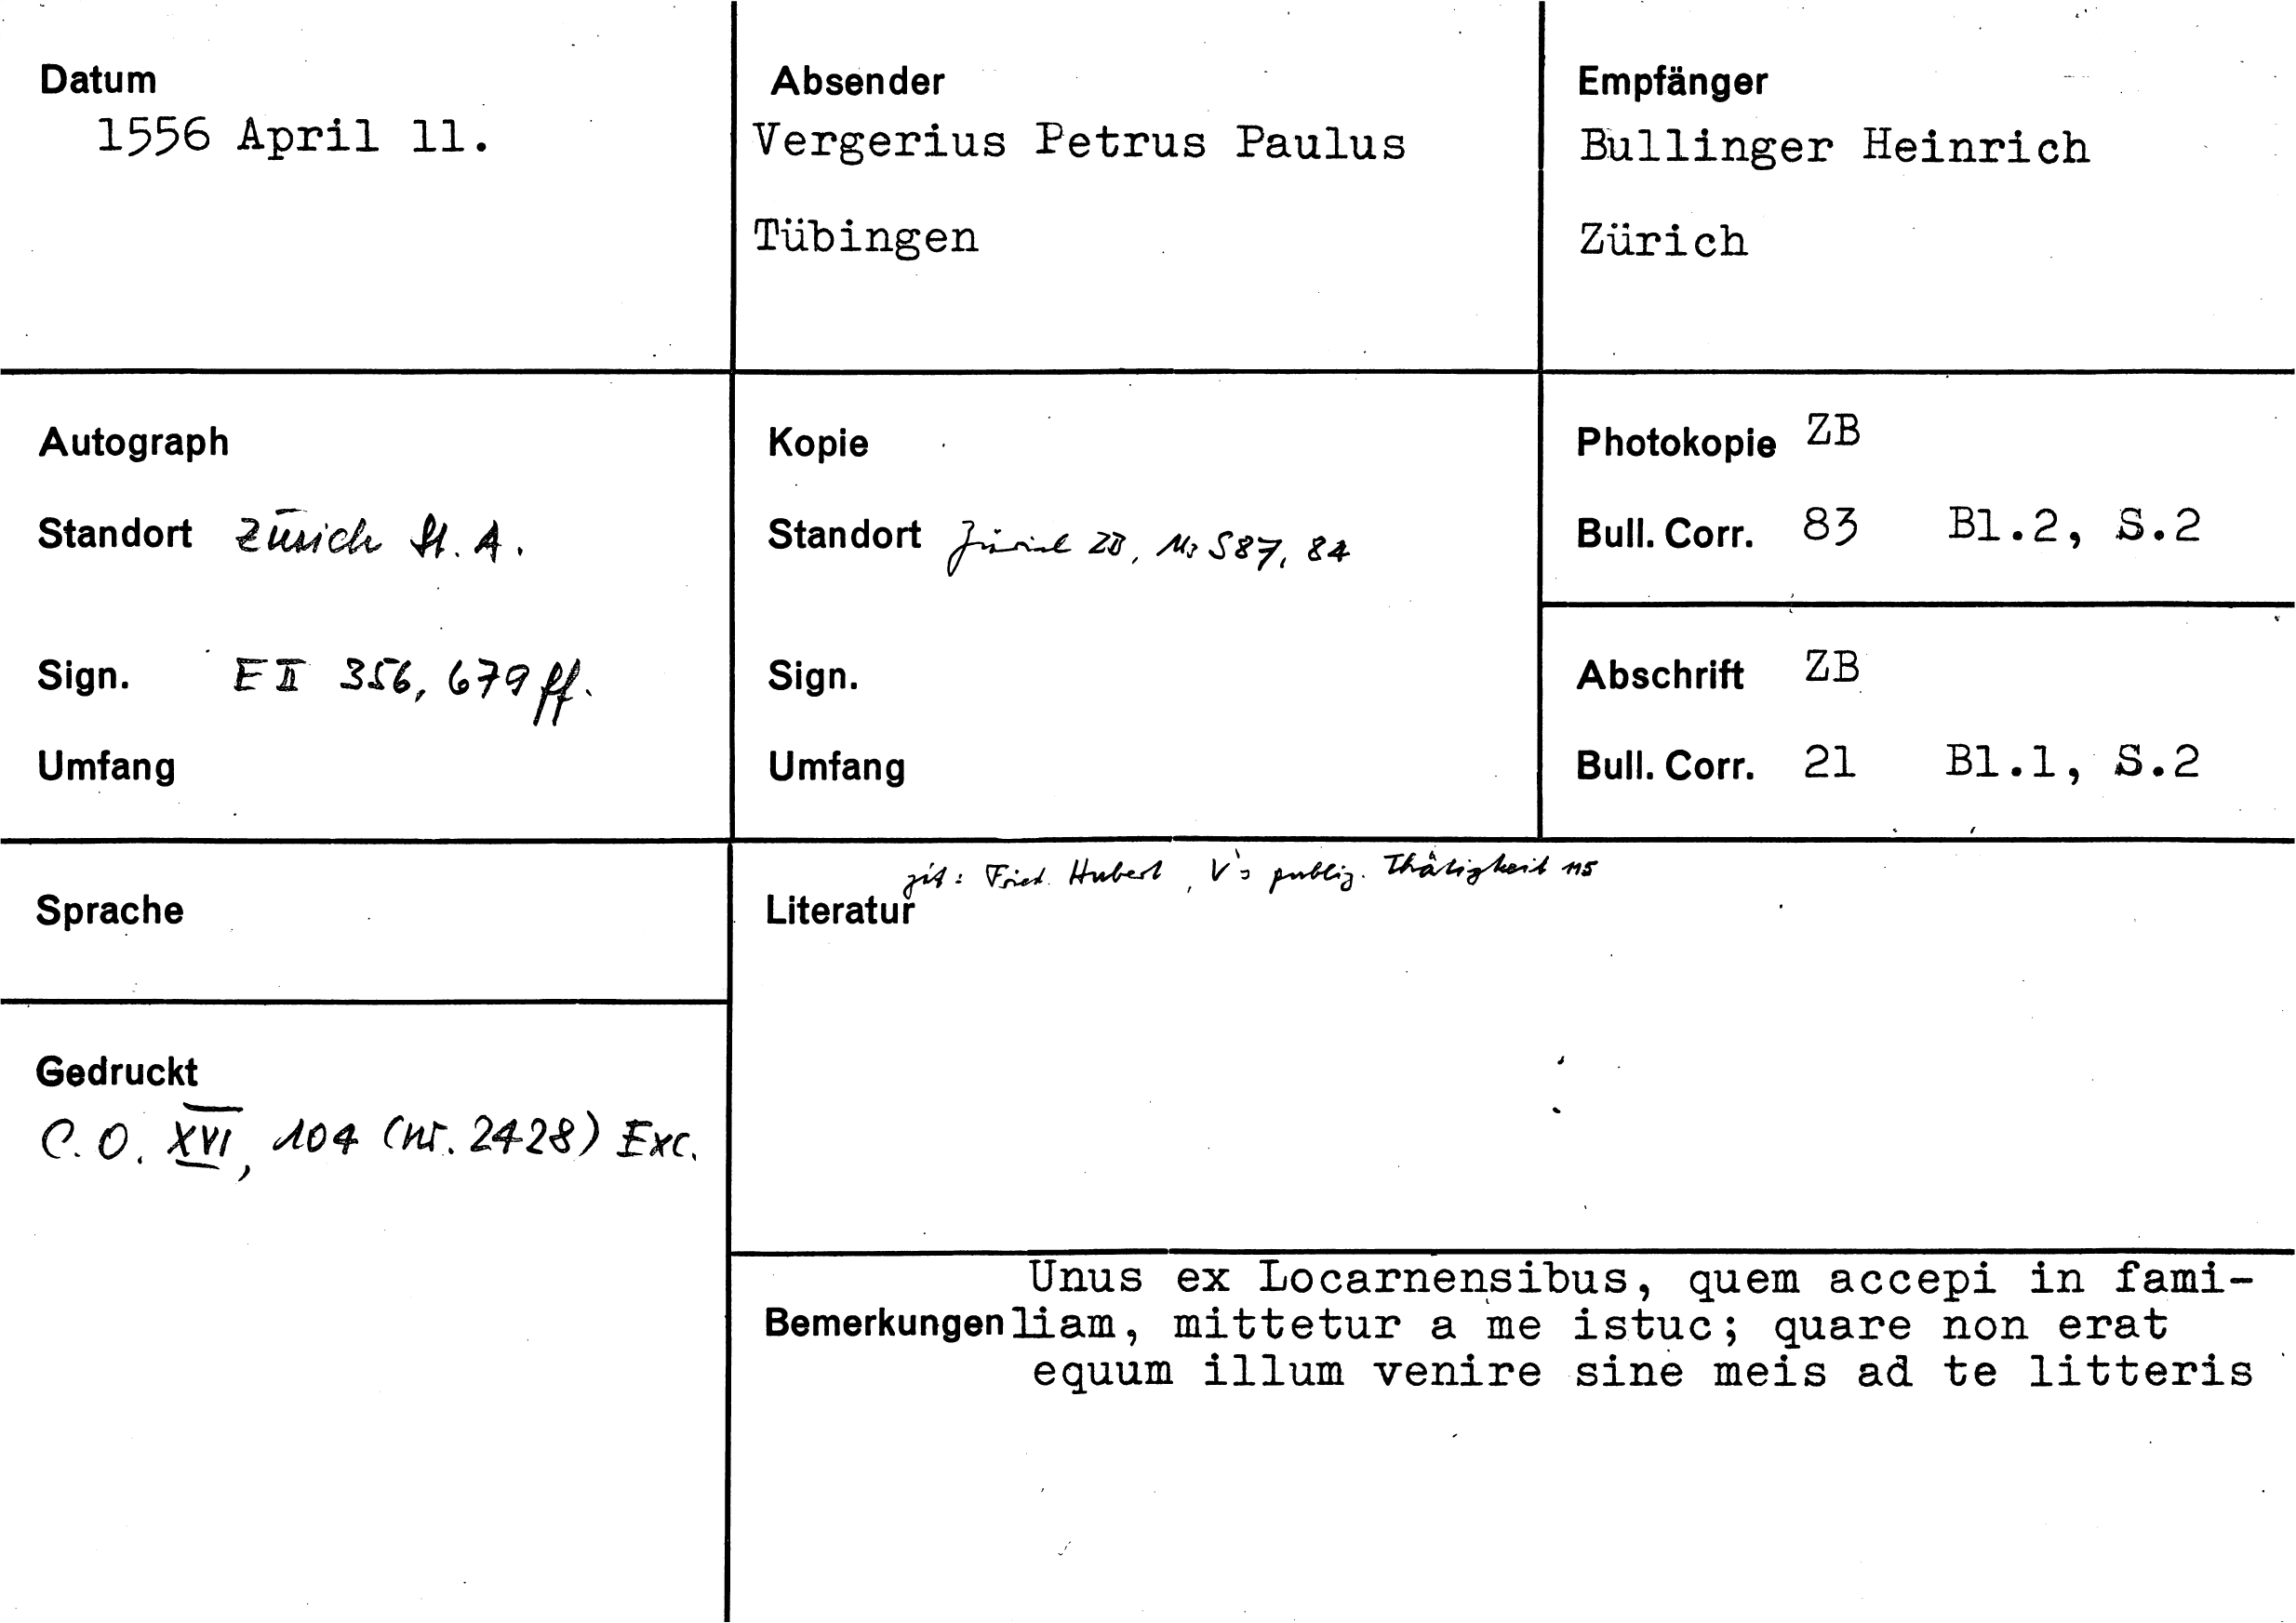 Datum
1556 April 11.
Absender
Vergerius Petrus Paulus
Tübingen
Empfänger
Bullinger Heinrich
Zürich
Autograph
Standort Zürich St. A.
Sign. E II 356, 679 ff.
Umfang
Kopie
Standort Zürich ZB, Ms S 87, 84
Sign.
Umfang
Photokopie ZB
Bull. Corr. 83 Bl.2, S.2
Abschrift ZB
Bull. Corr. 21 Bl.1, S.2
Sprache
Gedruckt
C. O. XVI, 104 (nr. 2428) Exc.
zit: Fried. Hubert, V's publiz. Thätigkeit 115
Literatur
Unus ex Locarnensibus, quem accepi in fami-
Bemerkungen liam, mittetur a me istuc; quare non erat
equum illum venire sine meis ad te litteris